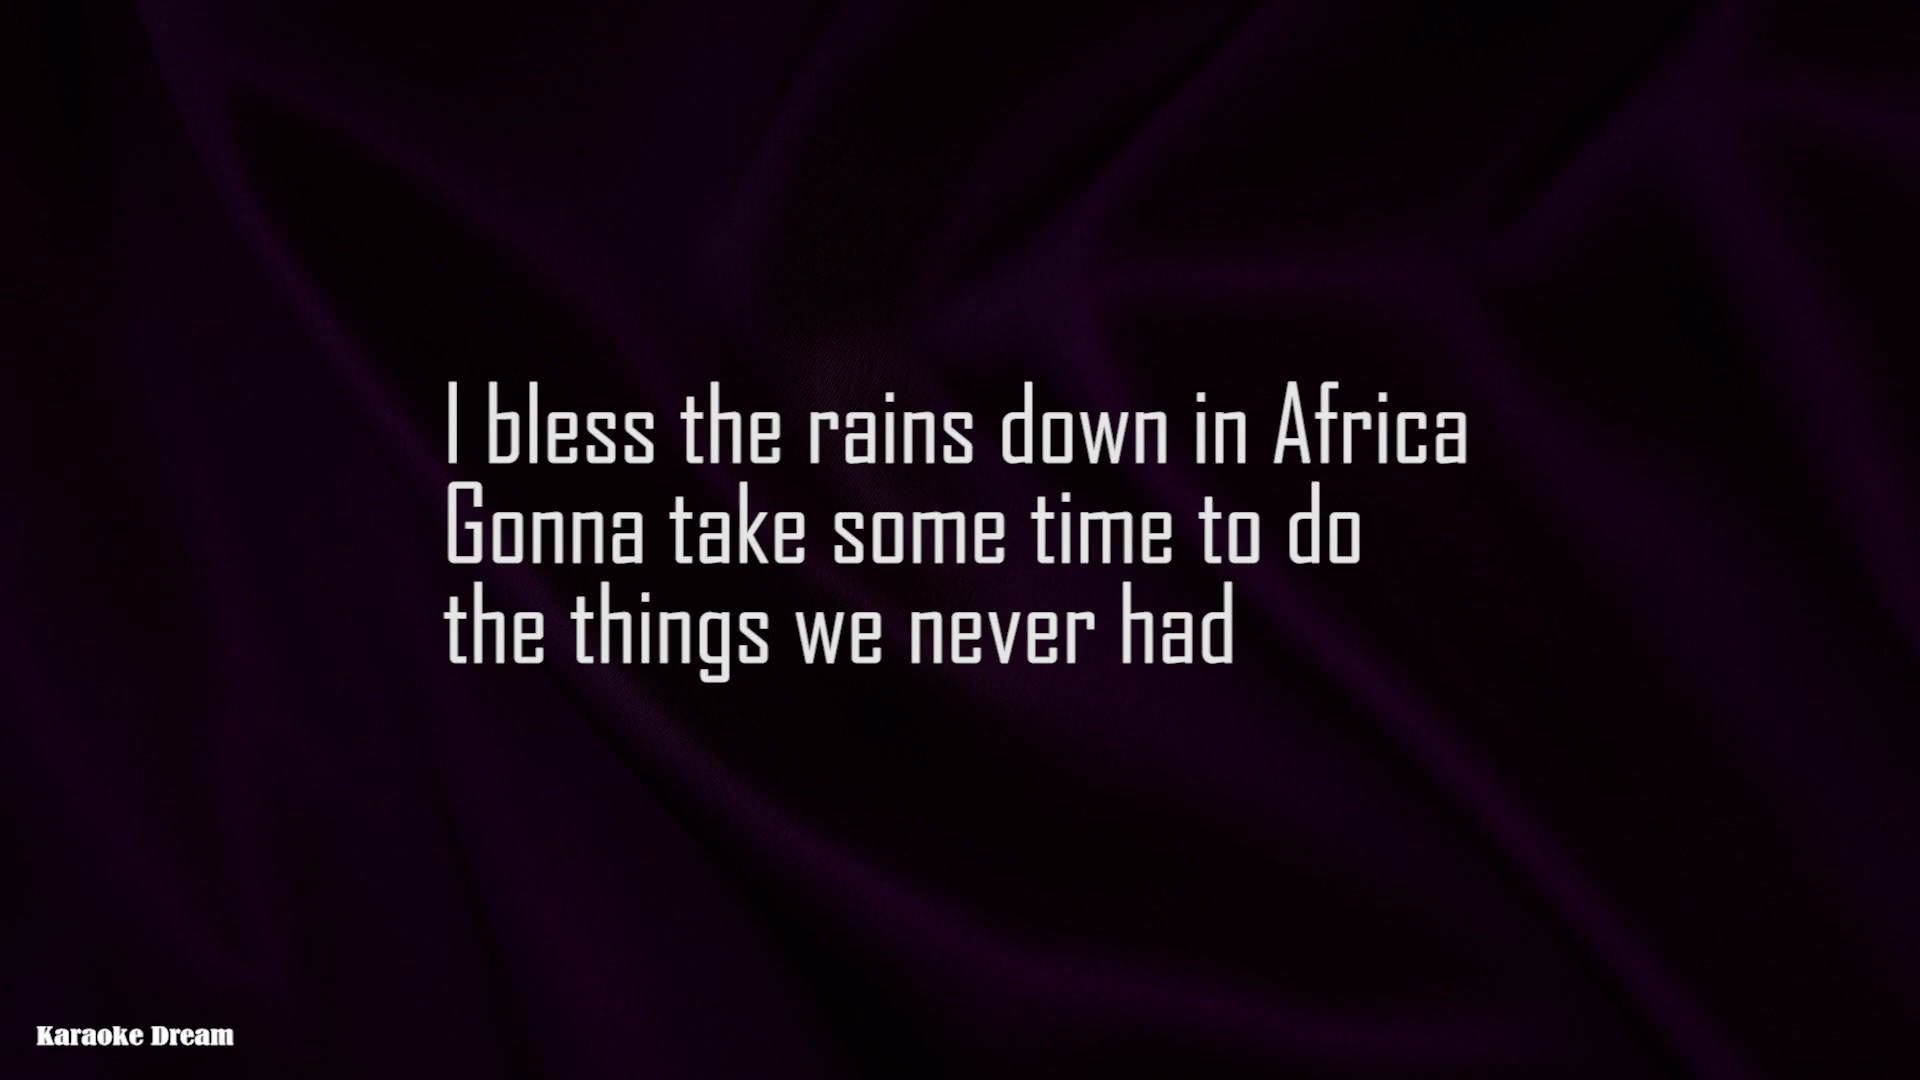 I bless the rains down in Africa
Gonna take some time to do
the things we never had
Karaoke Dream